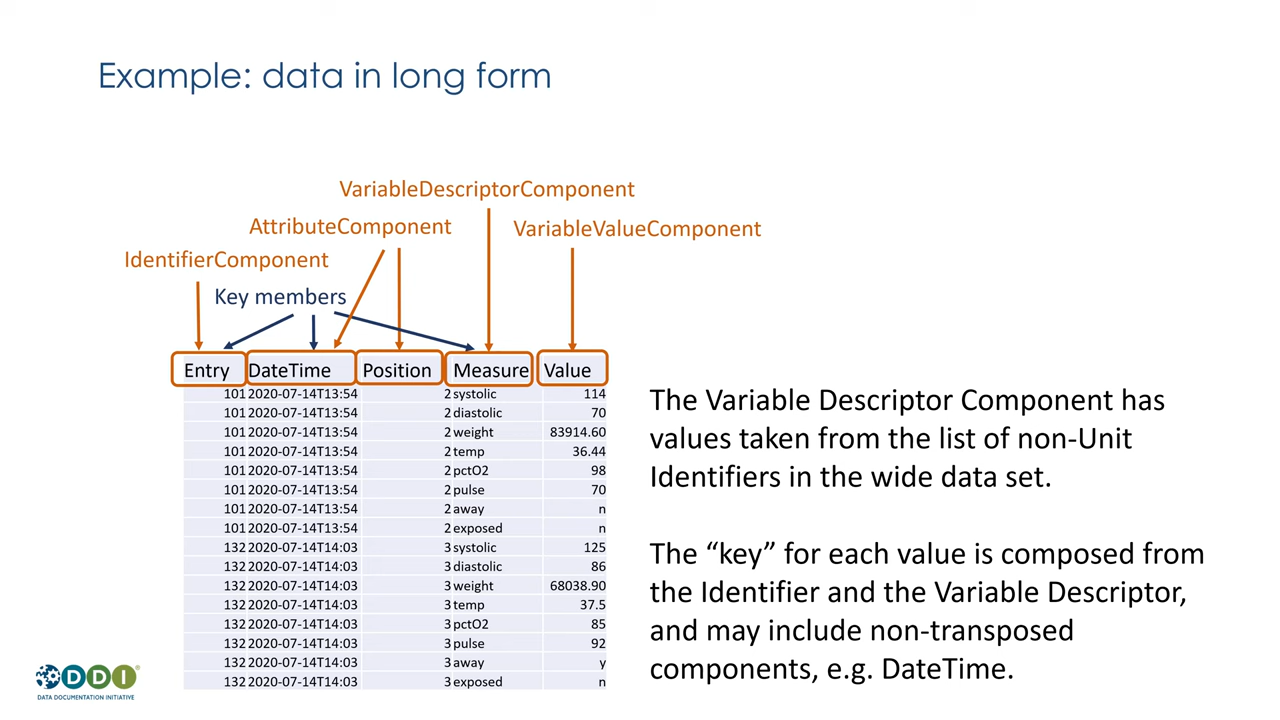 Example: data in long form
VariableDescriptorComponent
AttributeComponent
VariableValueComponent
IdentifierComponent
Key members
Entry DateTime Position Measure Value
101 2020-07-14T13:54 2 systolic 114
101 2020-07-14T13:54 2 diastolic 70
101 2020-07-14T13:54 2 weight 83914.60
101 2020-07-14T13:54 2 temp 36.44
101 2020-07-14T13:54 2 pctO2 98
101 2020-07-14T13:54 2 pulse 70
101 2020-07-14T13:54 2 away n
101 2020-07-14T13:54 2 exposed n
132 2020-07-14T14:03 3 systolic 125
132 2020-07-14T14:03 3 diastolic 86
132 2020-07-14T14:03 3 weight 68038.90
132 2020-07-14T14:03 3 temp 37.5
132 2020-07-14T14:03 3 pctO2 85
132 2020-07-14T14:03 3 pulse 92
132 2020-07-14T14:03 3 away y
132 2020-07-14T14:03 3 exposed n
The Variable Descriptor Component has
values taken from the list of non-Unit
Identifiers in the wide data set.
The “key” for each value is composed from
the Identifier and the Variable Descriptor,
and may include non-transposed
components, e.g. DateTime.
DDI®
DATA DOCUMENTATION INITIATIVE